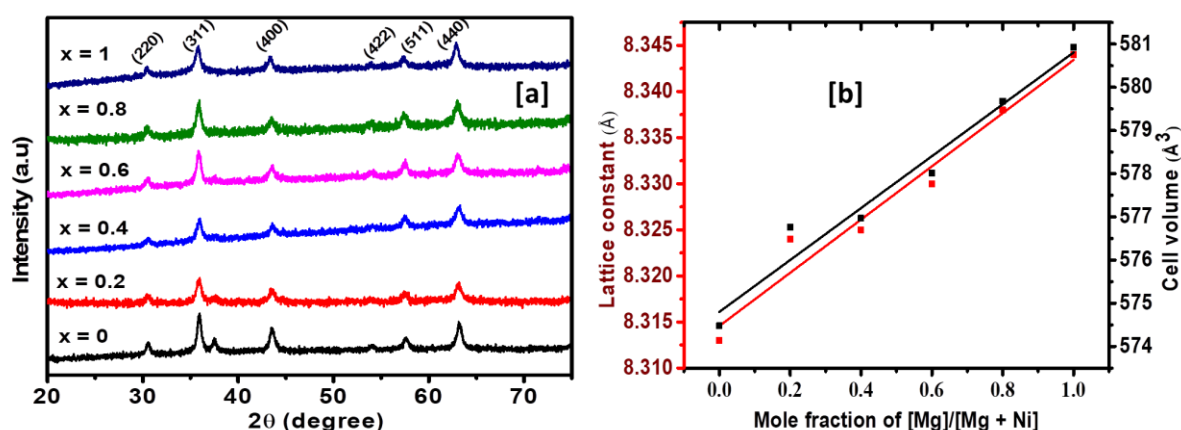 (220)
(311)
(400)
(422)
(511)
(440)
x = 1
[a]
x = 0.8
x = 0.6
x = 0.4
x = 0.2
x = 0
Intensity (a.u)
20 30 40 50 60 70
2θ (degree)
[b]
Lattice constant (Å)
8.345
8.340
8.335
8.330
8.325
8.320
8.315
8.310
581
580
579
578
577
576
575
574
Cell volume (Å³)
0.0 0.2 0.4 0.6 0.8 1.0
Mole fraction of [Mg]/[Mg + Ni]